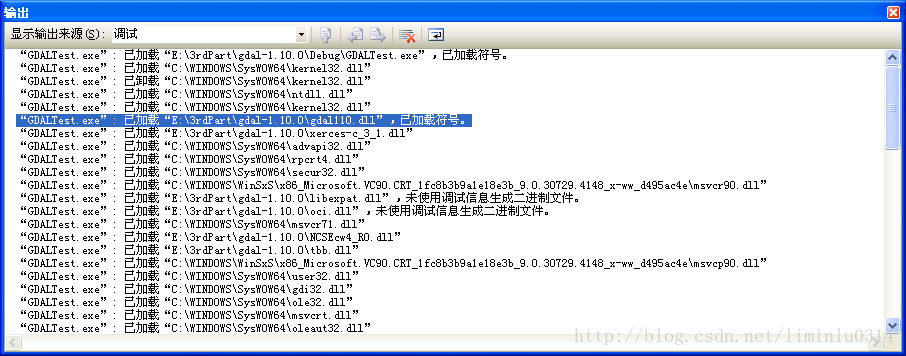 输出
显示输出来源(S): 调试
“GDALTest.exe”: 已加载“E:\3rdPart\gdal-1.10.0\Debug\GDALTest.exe”，已加载符号。
“GDALTest.exe”: 已加载“C:\WINDOWS\SysWOW64\kernel32.dll”
“GDALTest.exe”: 已卸载“C:\WINDOWS\SysWOW64\kernel32.dll”
“GDALTest.exe”: 已加载“C:\WINDOWS\SysWOW64\ntdll.dll”
“GDALTest.exe”: 已加载“C:\WINDOWS\SysWOW64\kernel32.dll”
“GDALTest.exe”: 已加载“E:\3rdPart\gdal-1.10.0\gdal110.dll”，已加载符号。
“GDALTest.exe”: 已加载“E:\3rdPart\gdal-1.10.0\xerces-c_3_1.dll”
“GDALTest.exe”: 已加载“C:\WINDOWS\SysWOW64\advapi32.dll”
“GDALTest.exe”: 已加载“C:\WINDOWS\SysWOW64\rpcrt4.dll”
“GDALTest.exe”: 已加载“C:\WINDOWS\SysWOW64\secur32.dll”
“GDALTest.exe”: 已加载“C:\WINDOWS\WinSxS\x86_Microsoft.VC90.CRT_1fc8b3b9a1e18e3b_9.0.30729.4148_x-ww_d495ac4e\msvcr90.dll”
“GDALTest.exe”: 已加载“E:\3rdPart\gdal-1.10.0\libexpat.dll”，未使用调试信息生成二进制文件。
“GDALTest.exe”: 已加载“E:\3rdPart\gdal-1.10.0\oci.dll”，未使用调试信息生成二进制文件。
“GDALTest.exe”: 已加载“C:\WINDOWS\SysWOW64\msvcr71.dll”
“GDALTest.exe”: 已加载“E:\3rdPart\gdal-1.10.0\NCSEcw4_RO.dll”
“GDALTest.exe”: 已加载“E:\3rdPart\gdal-1.10.0\tbb.dll”
“GDALTest.exe”: 已加载“C:\WINDOWS\WinSxS\x86_Microsoft.VC90.CRT_1fc8b3b9a1e18e3b_9.0.30729.4148_x-ww_d495ac4e\msvcp90.dll”
“GDALTest.exe”: 已加载“C:\WINDOWS\SysWOW64\user32.dll”
“GDALTest.exe”: 已加载“C:\WINDOWS\SysWOW64\gdi32.dll”
“GDALTest.exe”: 已加载“C:\WINDOWS\SysWOW64\ole32.dll”
“GDALTest.exe”: 已加载“C:\WINDOWS\SysWOW64\msvcrt.dll”
“GDALTest.exe”: 已加载“C:\WINDOWS\SysWOW64\oleaut32.dll”
http://blog.csdn.net/liminlu0314